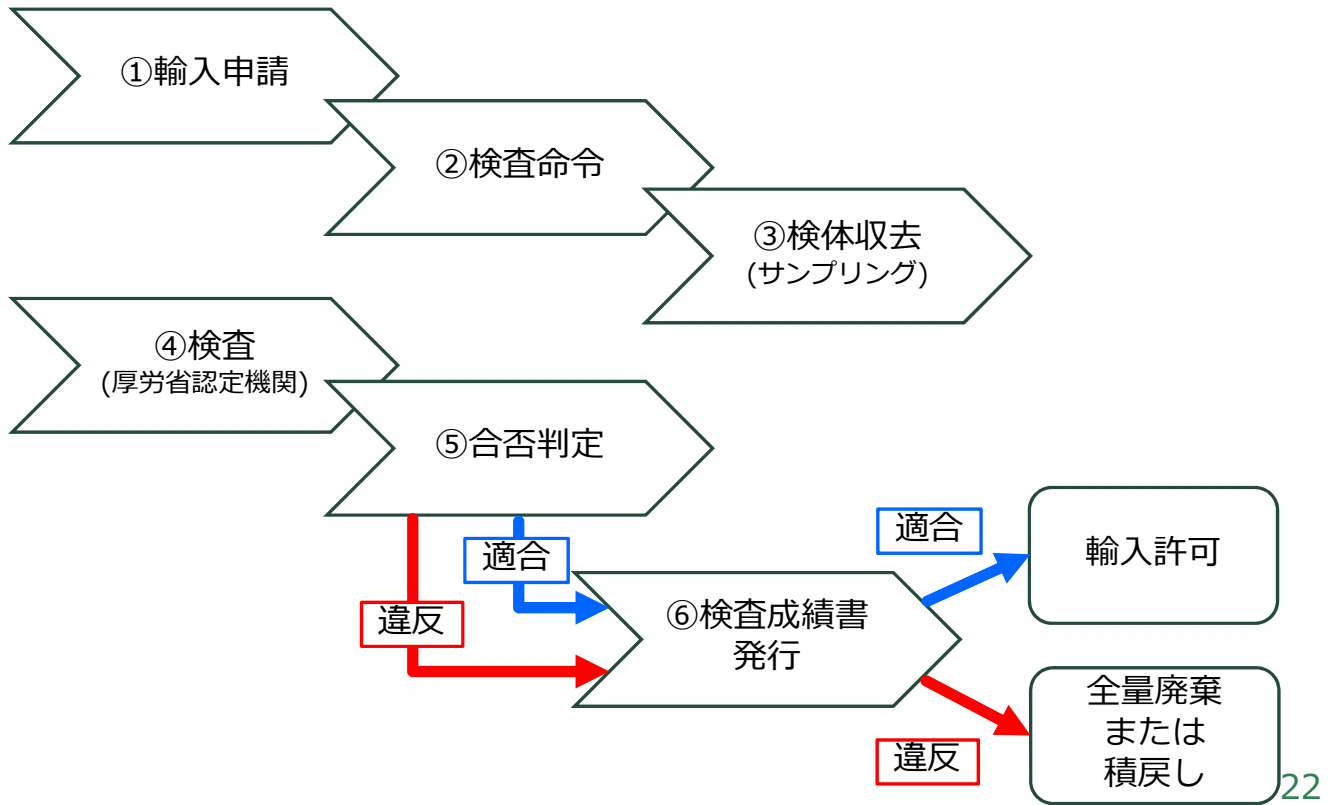 ①輸入申請
②検査命令
③検体収去
(サンプリング)
④検査
(厚労省認定機関)
⑤合否判定
適合
違反
⑥検査成績書
発行
適合
輸入許可
違反
全量廃棄
または
積戻し
22